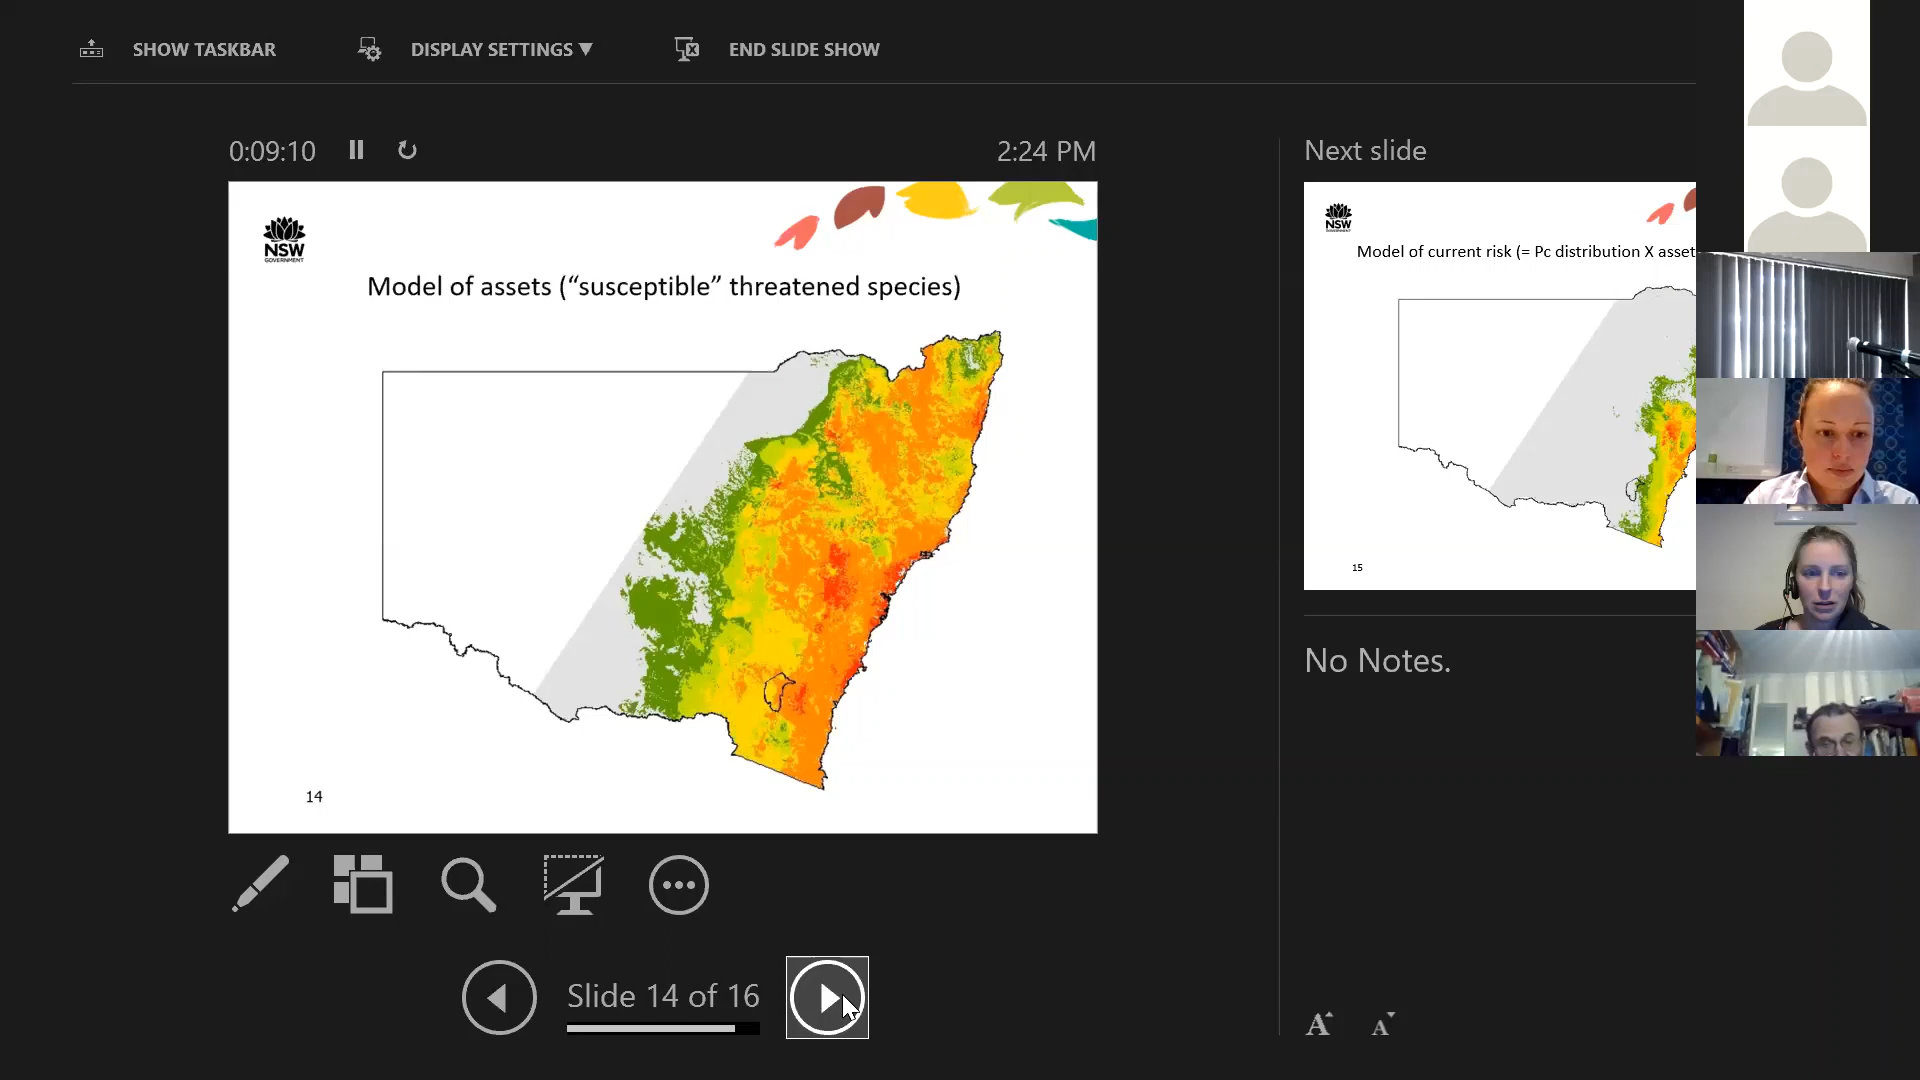 SHOW TASKBAR
DISPLAY SETTINGS ▼
END SLIDE SHOW
0:09:10
2:24 PM
NSW
GOVERNMENT
Model of assets (“susceptible” threatened species)
14
Slide 14 of 16
Next slide
NSW
GOVERNMENT
Model of current risk (= Pc distribution X asset
15
No Notes.
A
A